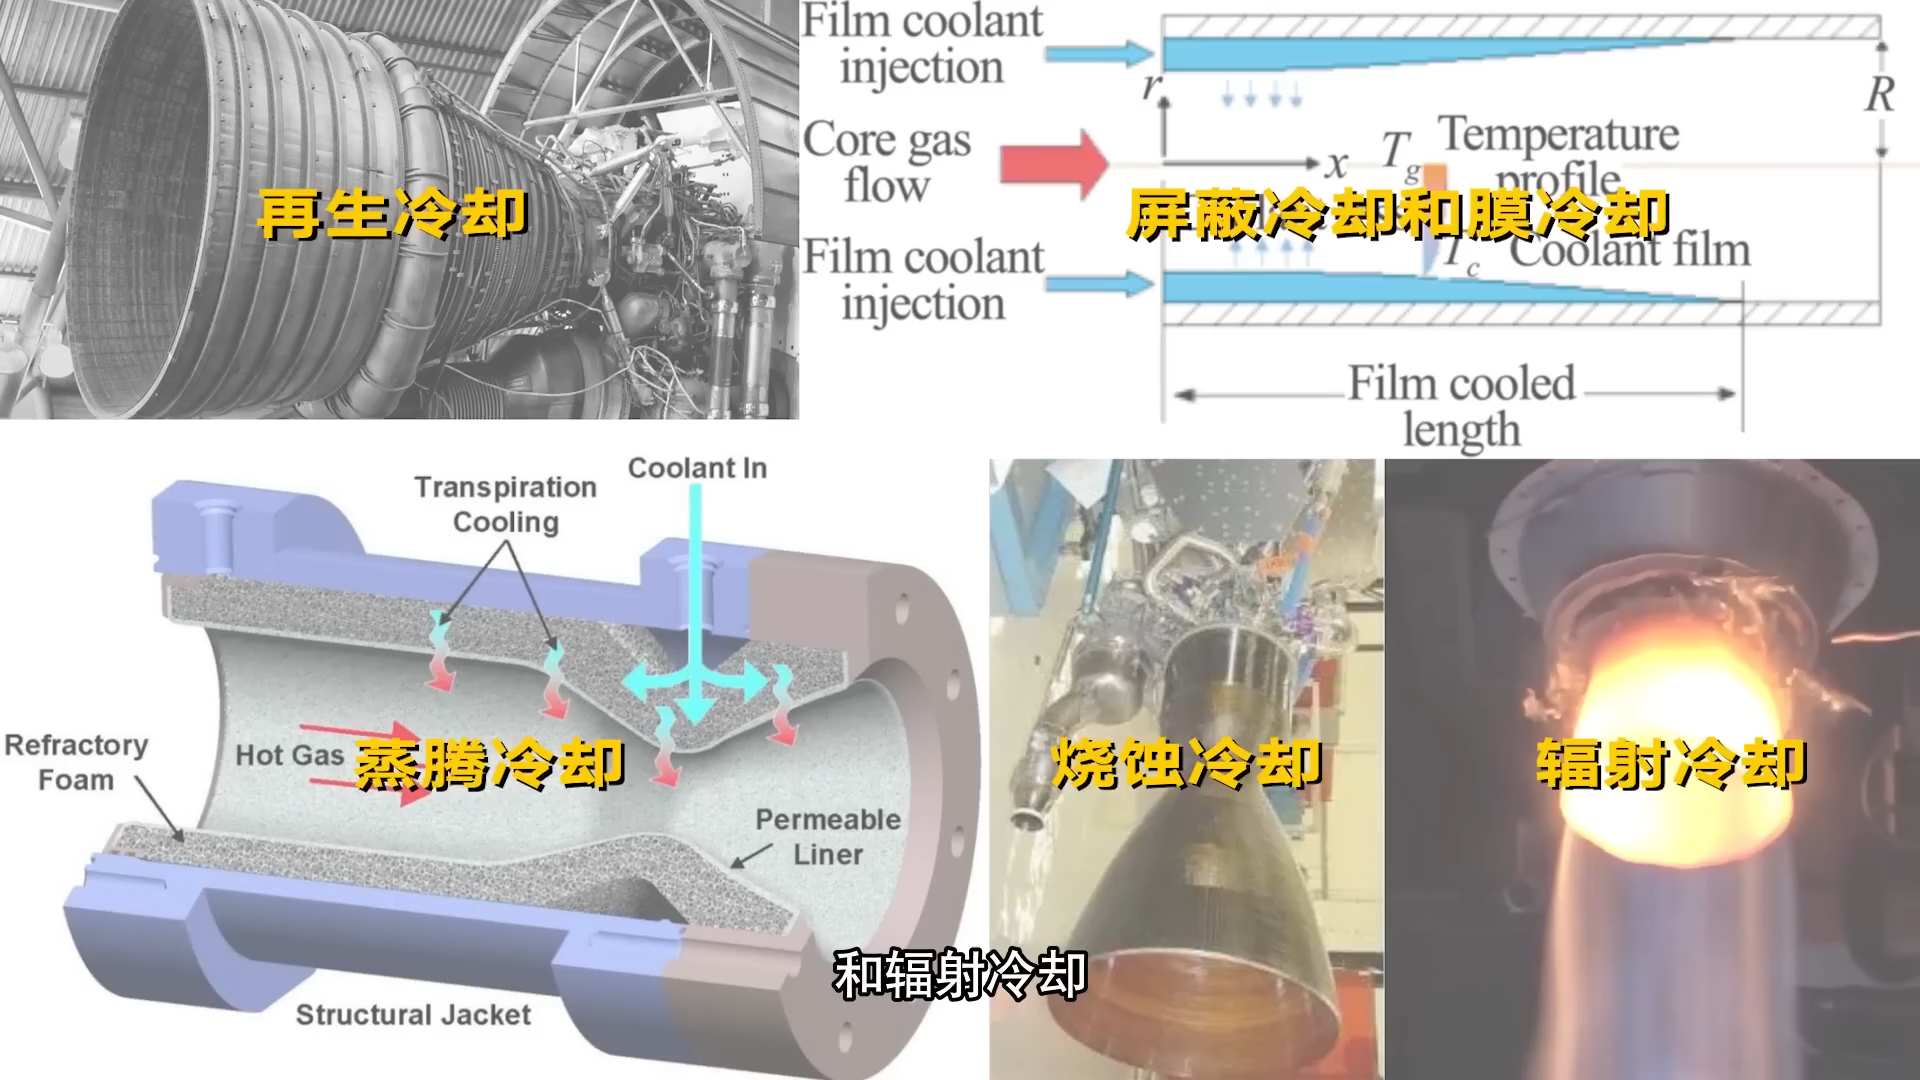 再生冷却
Film coolant
injection
Core gas
flow
Film coolant
injection
r
x
R
T_g
Temperature
profile
屏蔽冷却和膜冷却
T_c
Coolant film
Film cooled
length
Transpiration
Cooling
Coolant In
Refractory
Foam
Hot Gas
蒸腾冷却
Permeable
Liner
Structural Jacket
烧蚀冷却
辐射冷却
和辐射冷却